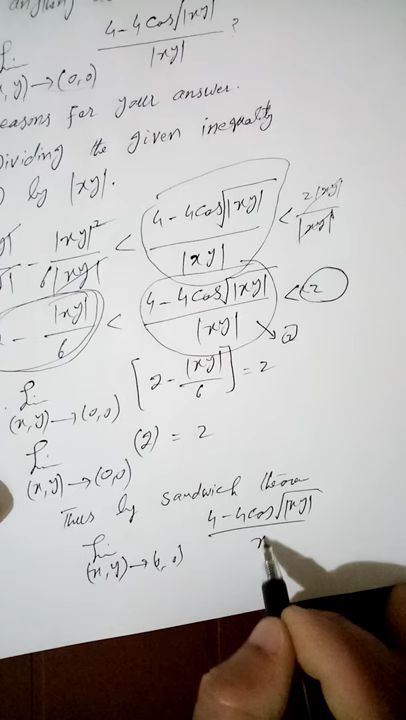 4-4cos√|xy|
Lim ————— ?
(x,y)→(0,0) |xy|
reasons for your answer.
Dividing the given inequality
by |xy|.
- |xy|²/6|xy| < 4-4cos√|xy| / |xy| < 2|xy|/|xy|
- |xy|/6 < 4-4cos√|xy| / |xy| < 2
→ 2
Lim (x,y)→(0,0) [2 - |xy|/6] = 2
Lim (x,y)→(0,0) (2) = 2
Thus by sandwich theorem
Lim (x,y)→(0,0) 4-4cos√|xy|